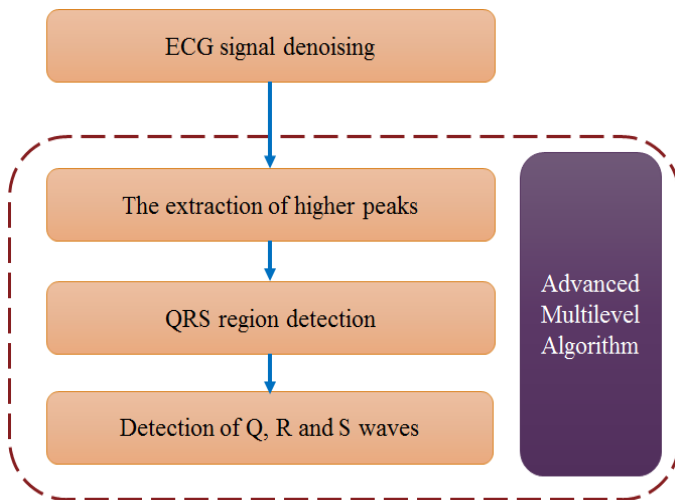 ECG signal denoising
The extraction of higher peaks
QRS region detection
Detection of Q, R and S waves
Advanced
Multilevel
Algorithm